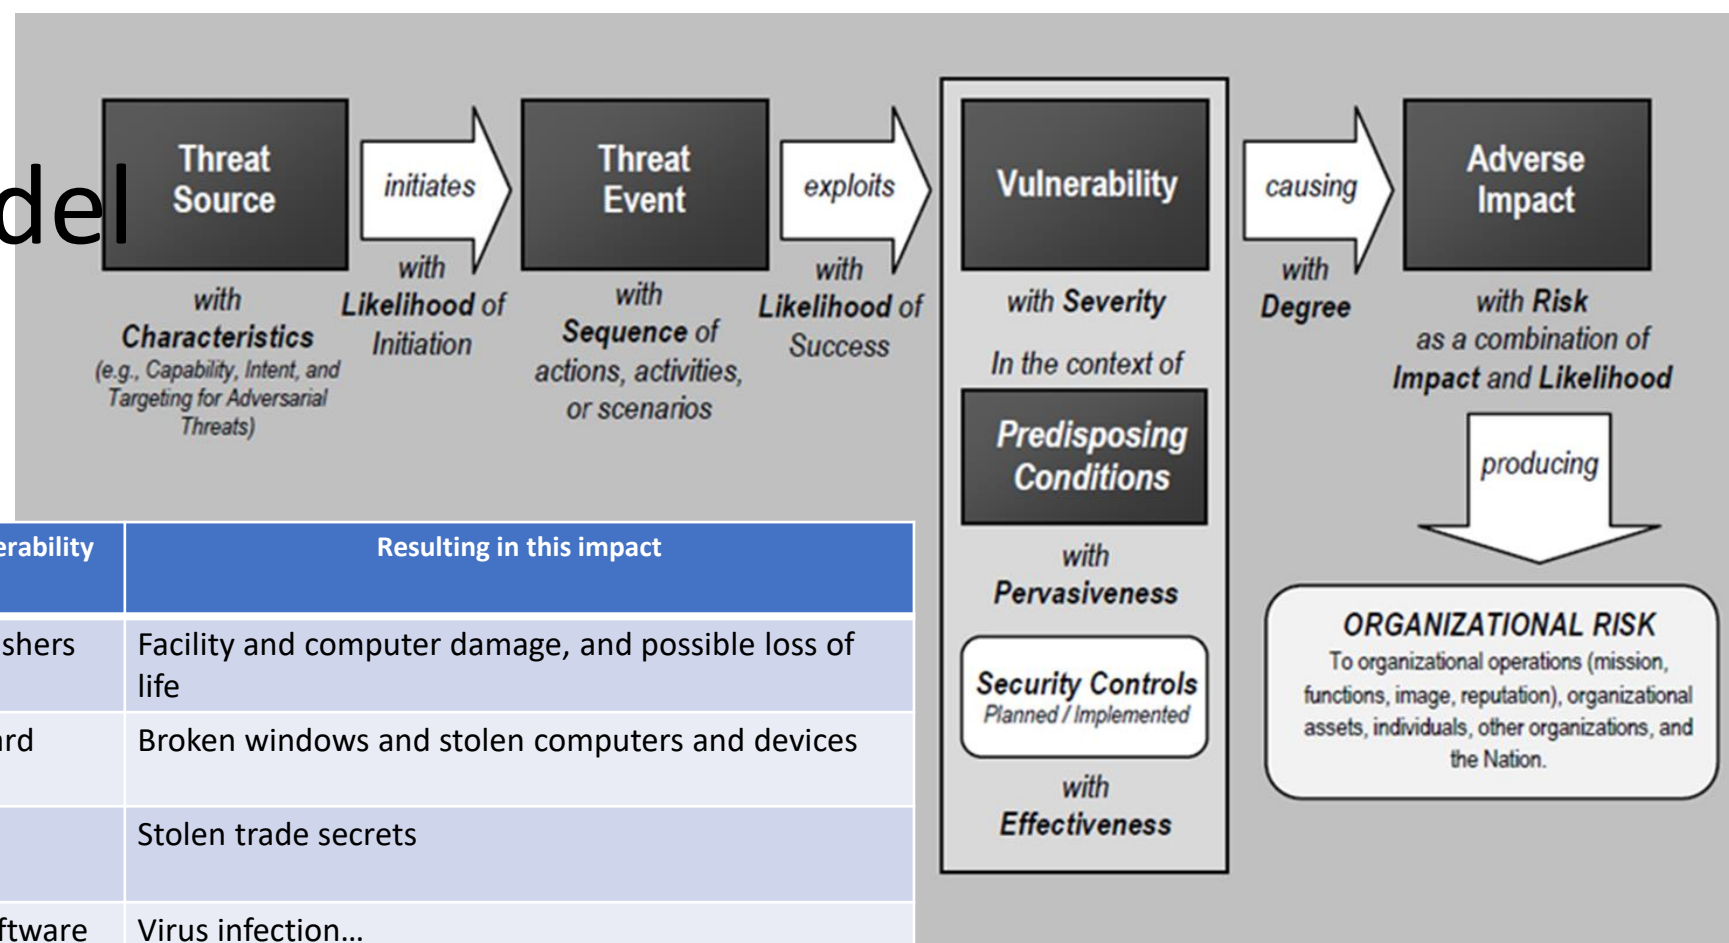 del
Threat
Source
initiates
Threat
Event
exploits
Vulnerability
causing
Adverse
Impact
with
Characteristics
(e.g., Capability, Intent, and
Targeting for Adversarial
Threats)
with
Likelihood of
Initiation
with
Sequence of
actions, activities,
or scenarios
with
Likelihood of
Success
with Severity
In the context of
Predisposing
Conditions
with
Pervasiveness
Security Controls
Planned / Implemented
with
Effectiveness
with
Degree
with Risk
as a combination of
Impact and Likelihood
producing
ORGANIZATIONAL RISK
To organizational operations (mission,
functions, image, reputation), organizational
assets, individuals, other organizations, and
the Nation.
erability
Resulting in this impact
ishers
Facility and computer damage, and possible loss of
life
ard
Broken windows and stolen computers and devices
Stolen trade secrets
ftware
Virus infection…